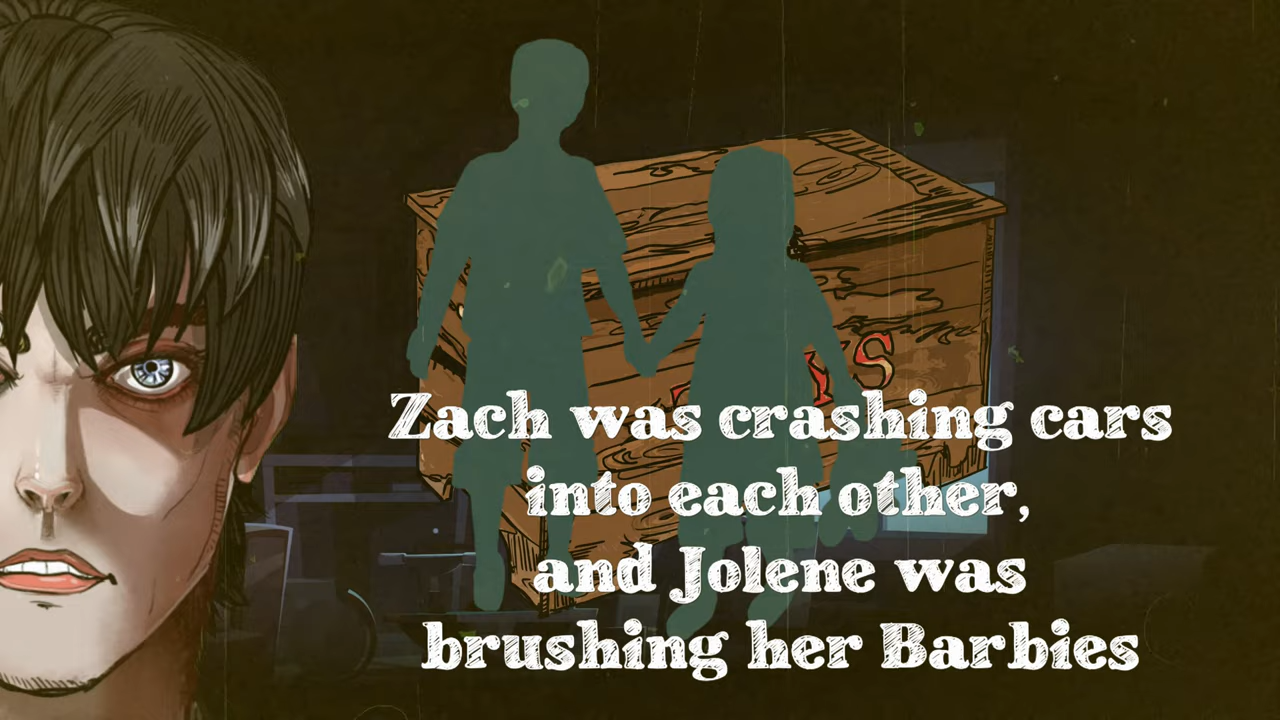 Zach was crashing cars
into each other,
and Jolene was
brushing her Barbies